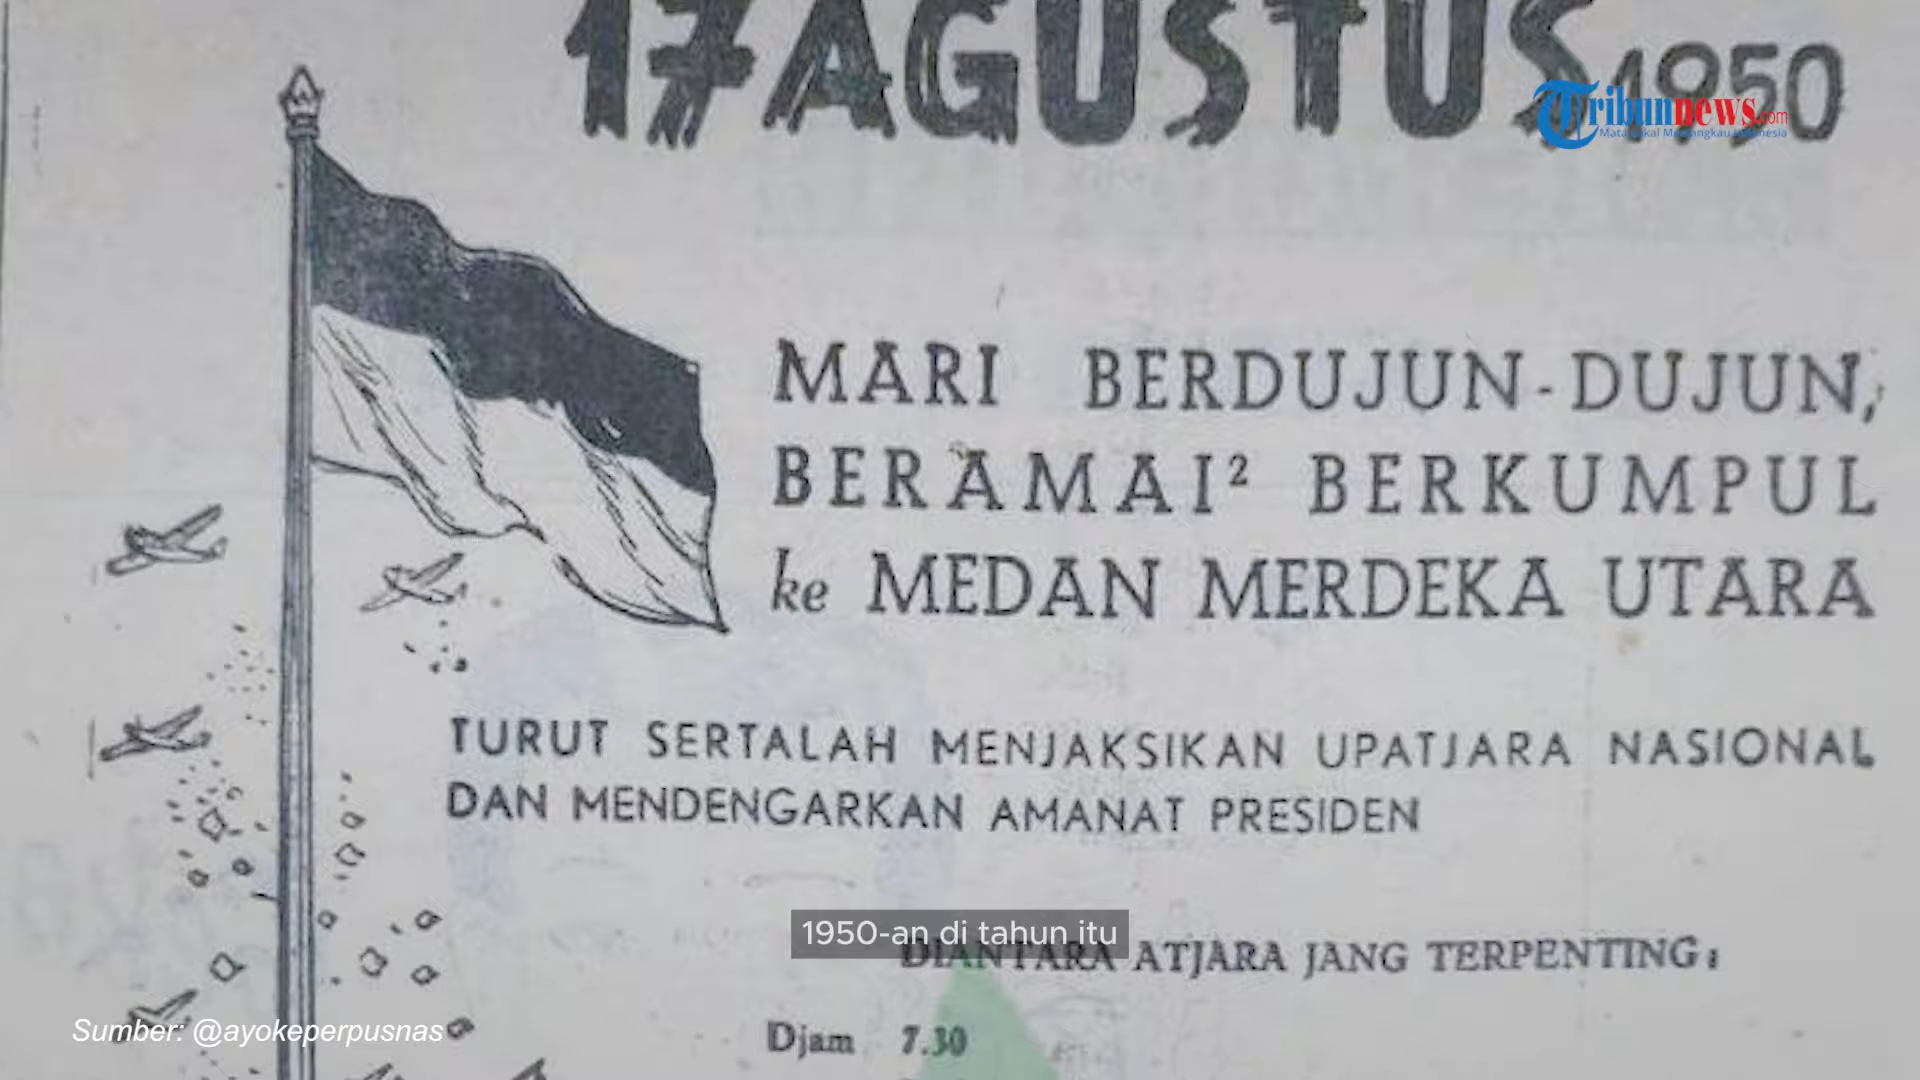 17 AGUSTUS 1950
Tribunnews.com
MARI BERDUJUN-DUJUN,
BERAMAI² BERKUMPUL
ke MEDAN MERDEKA UTARA
TURUT SERTALAH MENJAKSIKAN UPATJARA NASIONAL
DAN MENDENGARKAN AMANAT PRESIDEN
1950-an di tahun itu
DIANTARA ATJARA JANG TERPENTING:
Sumber: @ayokeperpusnas
Djam 7.30